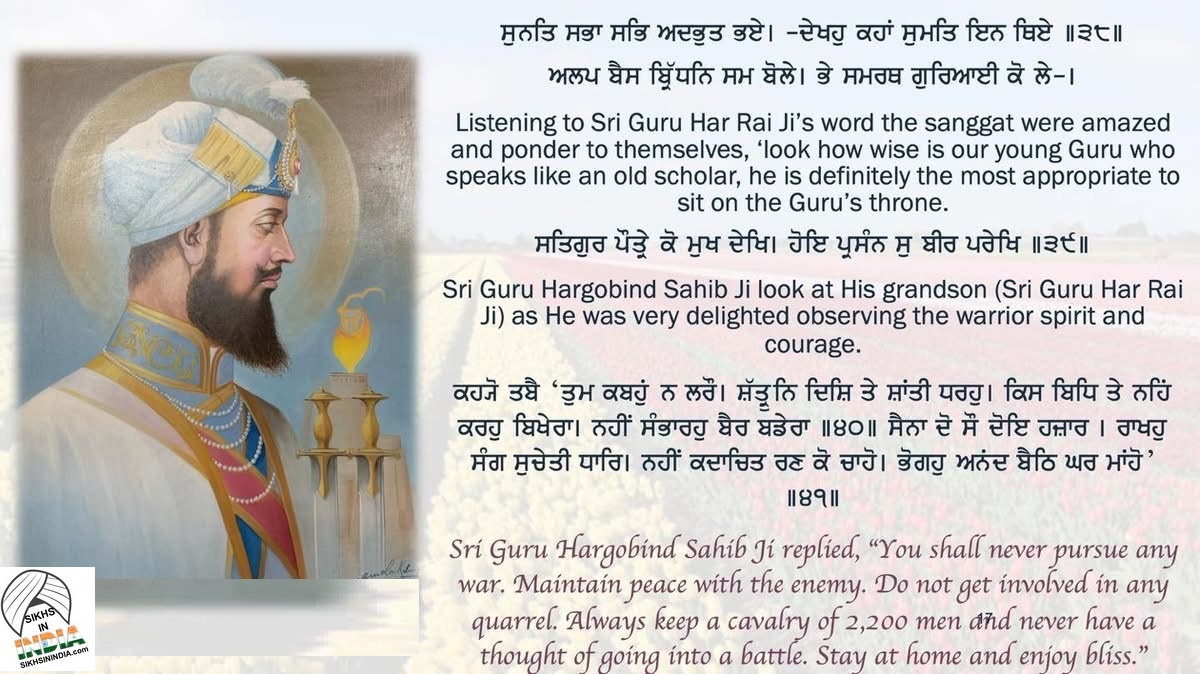 ਸੁਨਤਿ ਸਭਾ ਸਭਿ ਅਦਭੁਤ ਭਏ। -ਦੇਖਹੁ ਕਹਾਂ ਸੁਮਤਿ ਇਨ ਥਿਏ ॥੩੮॥
ਅਲਪ ਬੈਸ ਬ੍ਰਿੱਧਨਿ ਸਮ ਬੋਲੇ। ਭੇ ਸਮਰਥ ਗੁਰਿਆਈ ਕੋ ਲੇ-।
Listening to Sri Guru Har Rai Ji’s word the sanggat were amazed
and ponder to themselves, ‘look how wise is our young Guru who
speaks like an old scholar, he is definitely the most appropriate to
sit on the Guru’s throne.
ਸਤਿਗੁਰ ਪੌਤ੍ਰੇ ਕੋ ਮੁਖ ਦੇਖਿ। ਹੋਇ ਪ੍ਰਸੰਨ ਸੁ ਬੀਰ ਪਰੇਖਿ ॥੩੯॥
Sri Guru Hargobind Sahib Ji look at His grandson (Sri Guru Har Rai
Ji) as He was very delighted observing the warrior spirit and
courage.
ਕਹ੍ਯੋ ਤਬੈ ‘ਤੁਮ ਕਬਹੁੰ ਨ ਲਰੌ। ਸ਼ੱਤ੍ਰੂਨਿ ਦਿਸ਼ਿ ਤੇ ਸ਼ਾਂਤੀ ਧਰਹੁ। ਕਿਸ ਬਿਧਿ ਤੇ ਨਹਿਂ
ਕਰਹੁ ਬਿਖੇਰਾ। ਨਹੀਂ ਸੰਭਾਰਹੁ ਬੈਰ ਬਡੇਰਾ ॥੪੦॥ ਸੈਨਾ ਦੋ ਸੌ ਦੋਇ ਹਜ਼ਾਰ । ਰਾਖਹੁ
ਸੰਗ ਸੁਚੇਤੀ ਧਾਰਿ। ਨਹੀਂ ਕਦਾਚਿਤ ਰਣ ਕੋ ਚਾਹੋ। ਭੋਗਹੁ ਅਨੰਦ ਬੈਠਿ ਘਰ ਮਾਂਹੋ’
॥੪੧॥
Sri Guru Hargobind Sahib Ji replied, “You shall never pursue any
war. Maintain peace with the enemy. Do not get involved in any
quarrel. Always keep a cavalry of 2,200 men and never have a
thought of going into a battle. Stay at home and enjoy bliss.”
17
SIKHS
IN
INDIA
SIKHSININDIA.com